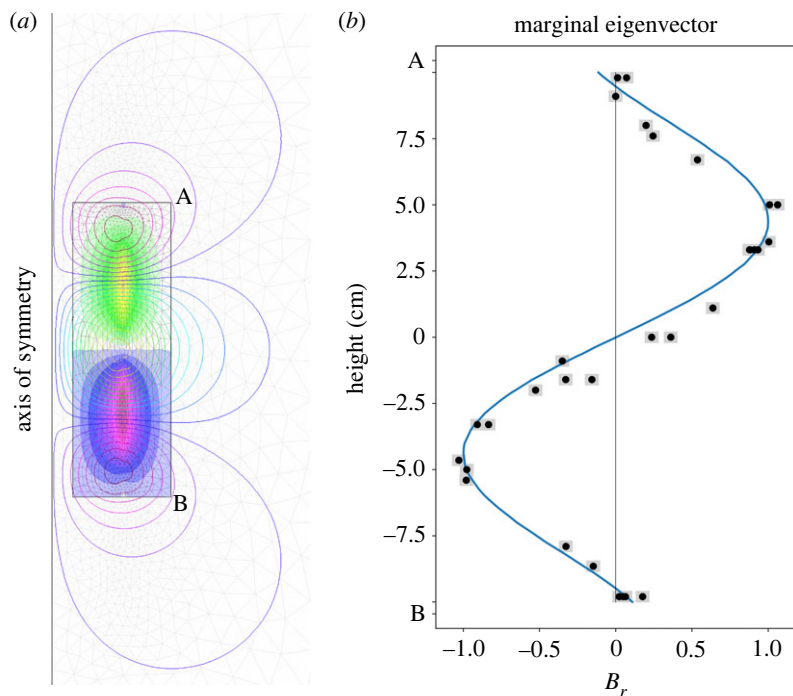 (a)
A
B
axis of symmetry
(b)
marginal eigenvector
A
7.5
5.0
2.5
0
−2.5
−5.0
−7.5
B
height (cm)
−1.0 −0.5 0 0.5 1.0
Br